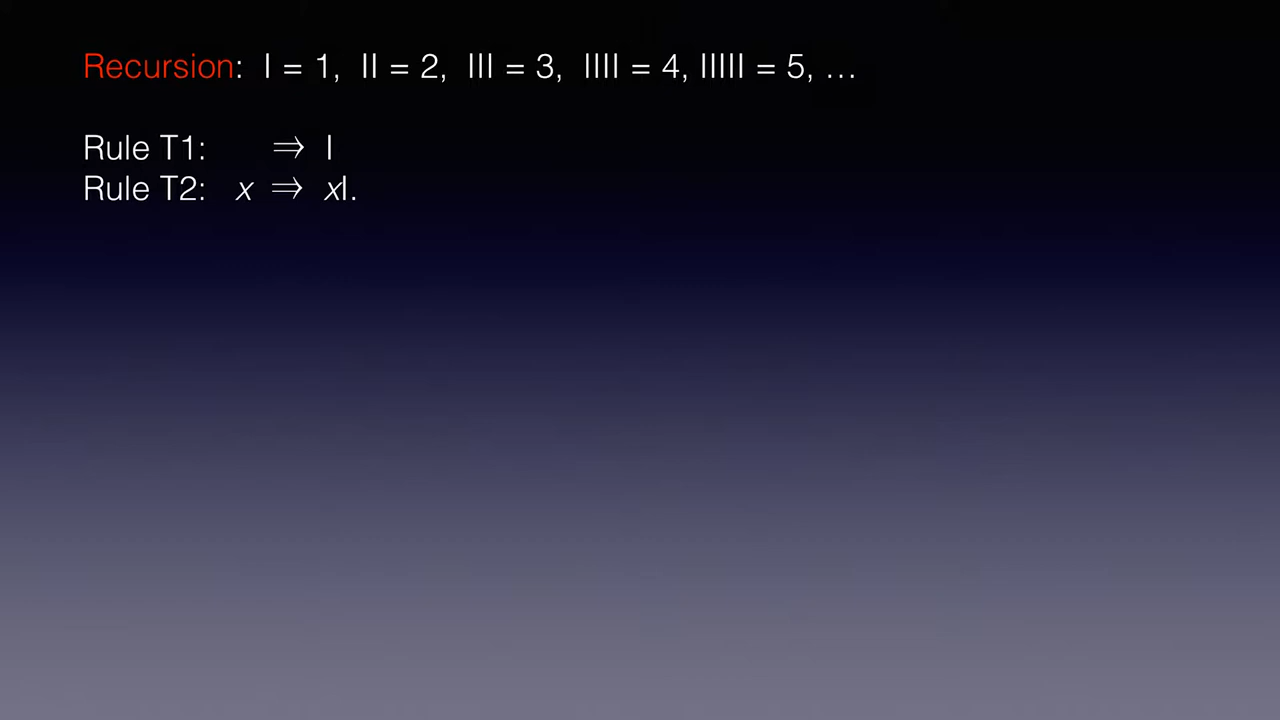 Recursion: I = 1, II = 2, III = 3, IIII = 4, IIIII = 5, …
Rule T1: ⇒ I
Rule T2: x ⇒ xI.